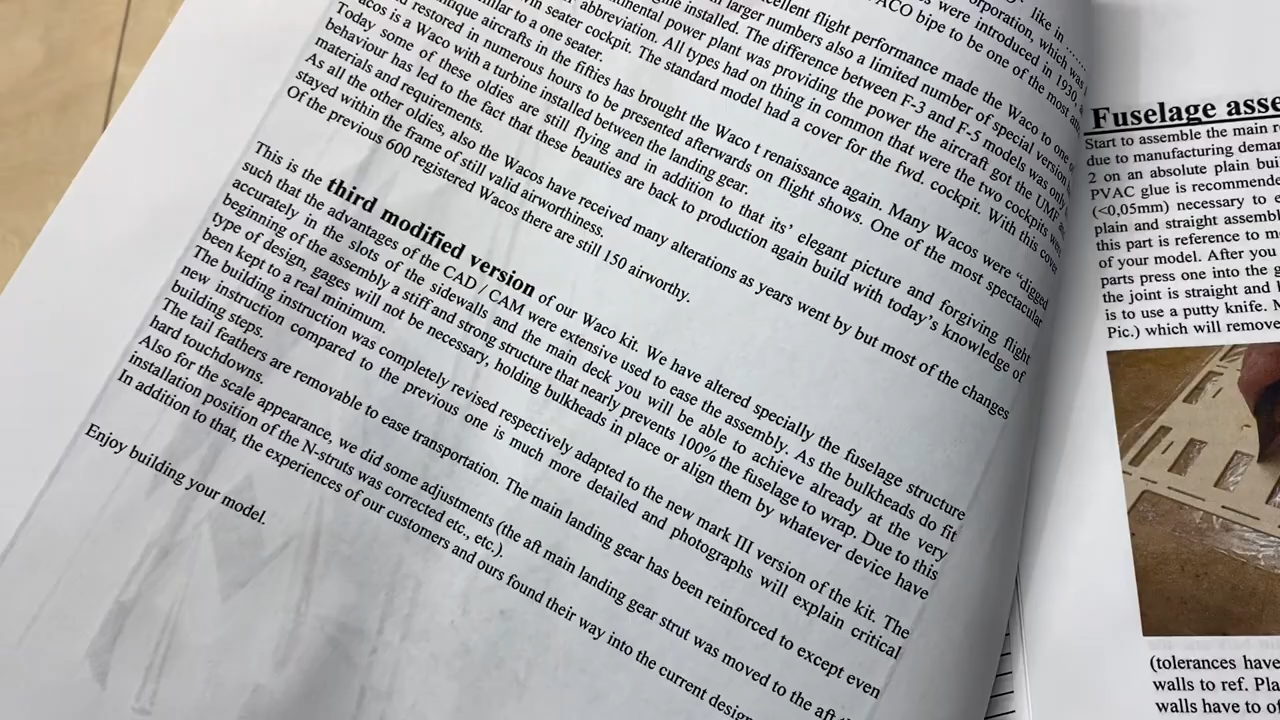 like in .....
orporation, which was
s were introduced in 1930,
ACO bipe to be one of the most
cellent flight performance made the Waco to one
larger numbers also a limited number of special version
installed. The difference between F-3 and F-5 models was only
ntinental power plant was providing the power the aircraft got the UMF
abbreviation. All types had on thing in common that were the two cockpits were
in seater cockpit. The standard model had a cover for the fwd. cockpit. With this cover
milar to a one seater.
tique aircrafts in the fifties has brought the Waco t renaissance again. Many Wacos were “digged
restored in numerous hours to be presented afterwards on flight shows. One of the most spectacular
acos is a Waco with a turbine installed between the landing gear.
Today some of these oldies are still flying and in addition to that its’ elegant picture and forgiving flight
behaviour has led to the fact that these beauties are back to production again build with today’s knowledge of
materials and requirements.
As all the other oldies, also the Wacos have received many alterations as years went by but most of the changes
stayed within the frame of still valid airworthiness.
Of the previous 600 registered Wacos there are still 150 airworthy.
This is the third modified version of our Waco kit. We have altered specially the fuselage structure
such that the advantages of the CAD / CAM were extensive used to ease the assembly. As the bulkheads do fit
accurately in the slots of the sidewalls and the main deck you will be able to achieve already at the very
beginning of the assembly a stiff and strong structure that nearly prevents 100% the fuselage to wrap. Due to this
type of design, gages will not be necessary, holding bulkheads in place or align them by whatever device have
been kept to a real minimum.
The building instruction was completely revised respectively adapted to the new mark III version of the kit. The
new instruction compared to the previous one is much more detailed and photographs will explain critical
building steps.
The tail feathers are removable to ease transportation. The main landing gear has been reinforced to except even
hard touchdowns.
Also for the scale appearance, we did some adjustments (the aft main landing gear strut was moved to the aft
installation position of the N-struts was corrected etc., etc.).
In addition to that, the experiences of our customers and ours found their way into the current design
Enjoy building your model.
Fuselage asse
Start to assemble the main
due to manufacturing deman
2 on an absolute plain buil
PVAC glue is recommende
(<0,05mm) necessary to e
plain and straight assembl
this part is reference to m
of your model. After you
parts press one into the g
the joint is straight and
is to use a putty knife.
Pic.) which will remove
(tolerances have
walls to ref. Pla
walls have to of